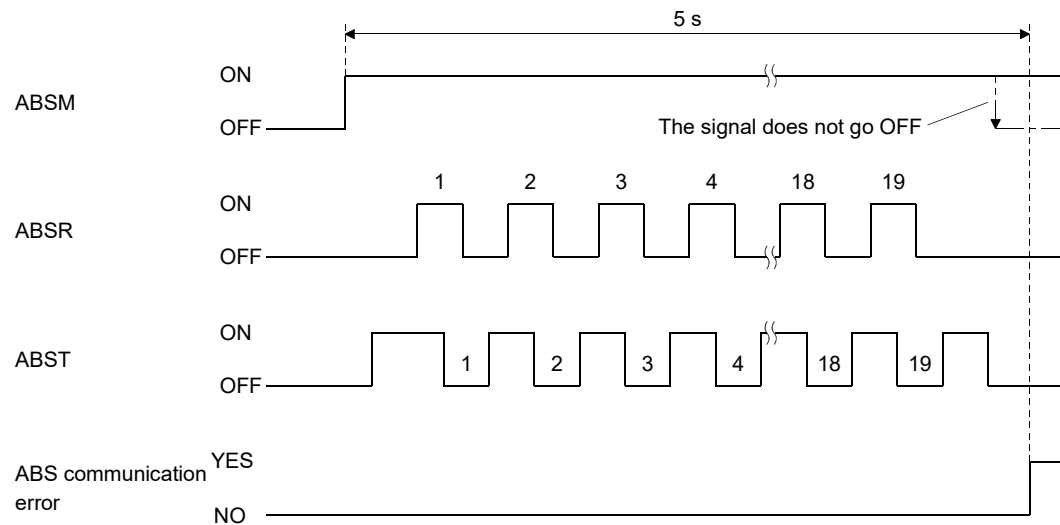 5 s
ABSM
ON
OFF
The signal does not go OFF
ABSR
ON
OFF
1 2 3 4 18 19
ABST
ON
OFF
1 2 3 4 18 19
ABS communication
error
YES
NO